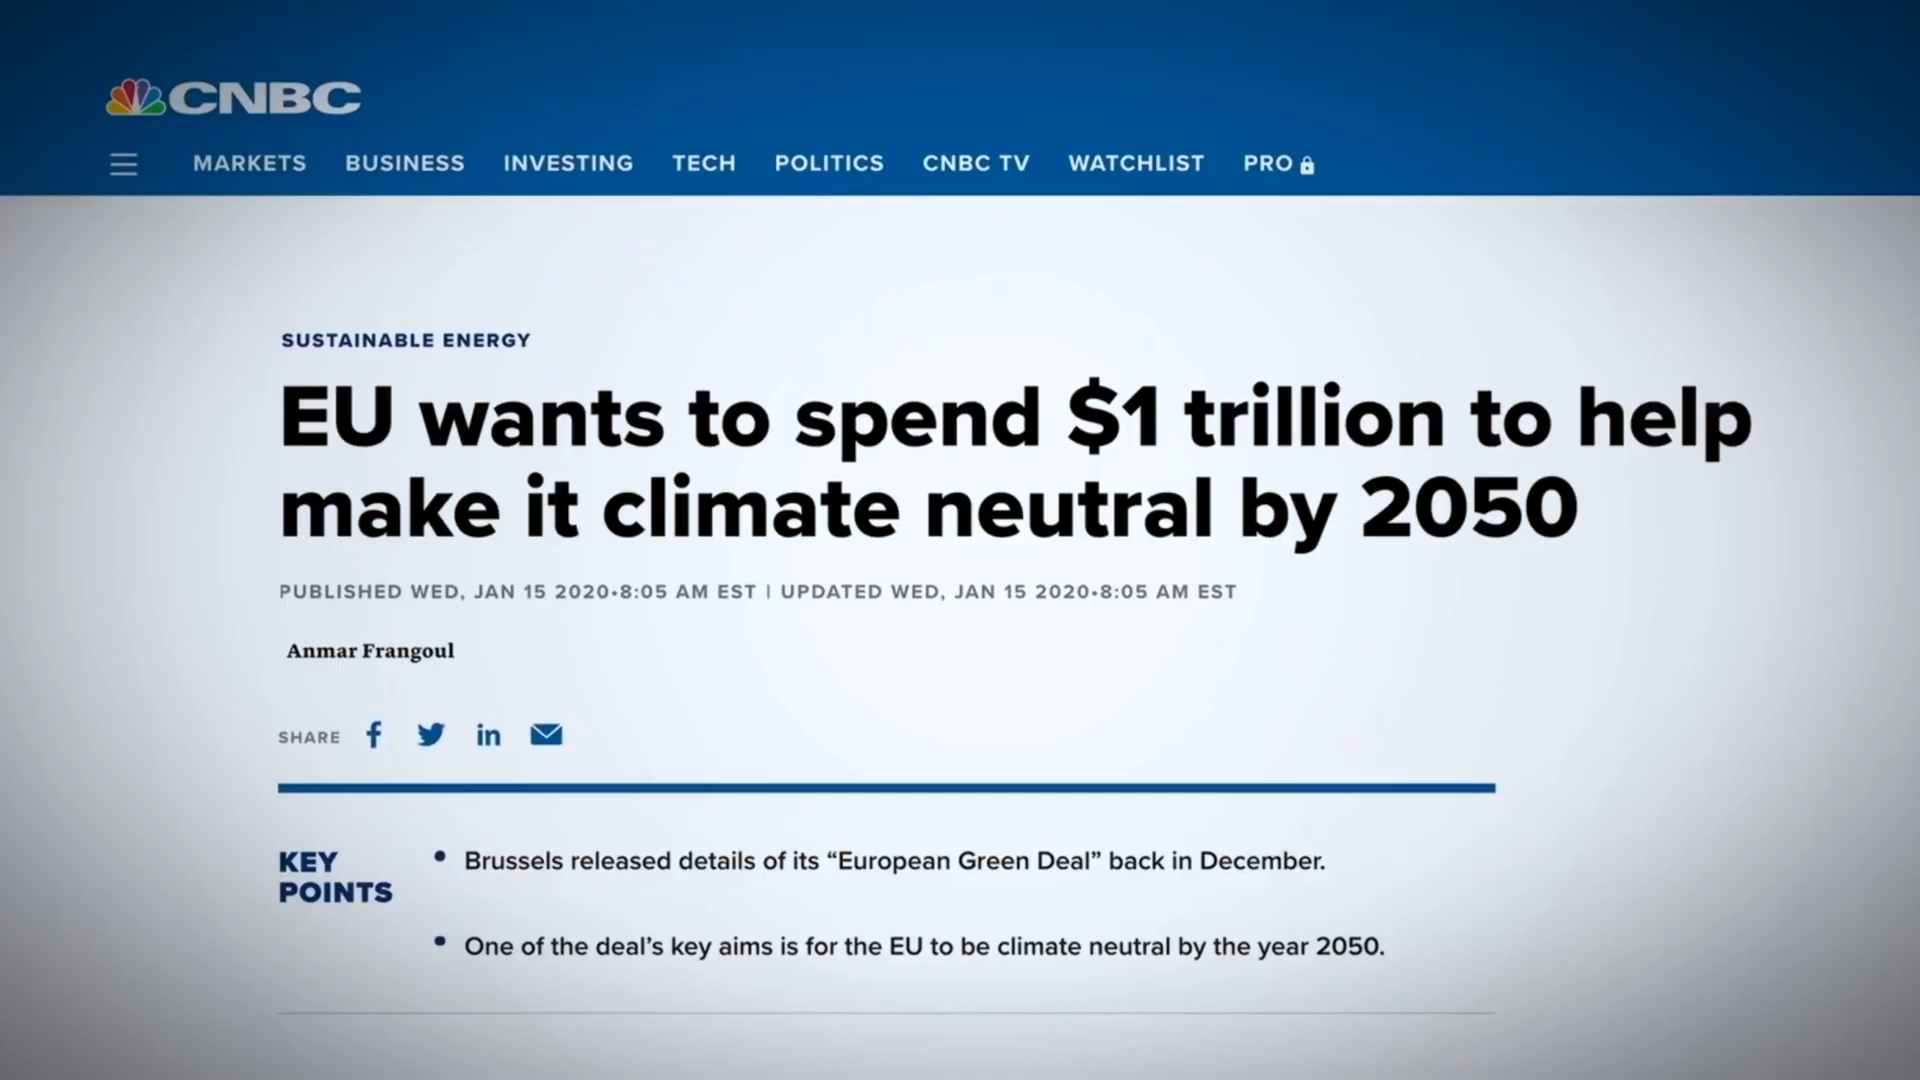 CNBC
MARKETS BUSINESS INVESTING TECH POLITICS CNBC TV WATCHLIST PRO
SUSTAINABLE ENERGY
EU wants to spend $1 trillion to help
make it climate neutral by 2050
PUBLISHED WED, JAN 15 2020•8:05 AM EST | UPDATED WED, JAN 15 2020•8:05 AM EST
Anmar Frangoul
SHARE
KEY
POINTS
• Brussels released details of its “European Green Deal” back in December.
• One of the deal’s key aims is for the EU to be climate neutral by the year 2050.